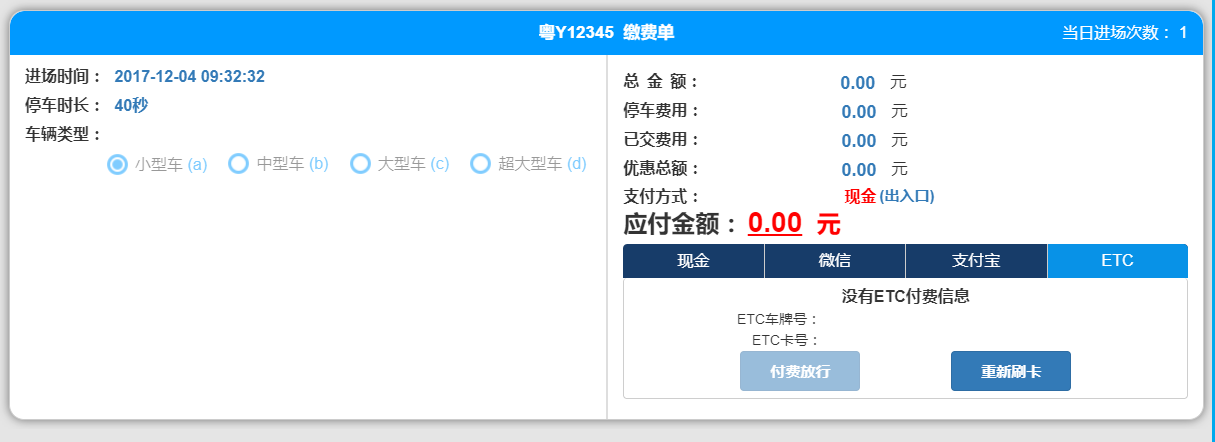 粤Y12345 缴费单
当日进场次数： 1
进场时间： 2017-12-04 09:32:32
停车时长： 40秒
车辆类型：
小型车 (a) 中型车 (b) 大型车 (c) 超大型车 (d)
总 金 额： 0.00 元
停车费用： 0.00 元
已交费用： 0.00 元
优惠总额： 0.00 元
支付方式： 现金 (出入口)
应付金额： 0.00 元
现金 微信 支付宝 ETC
没有ETC付费信息
ETC车牌号：
ETC卡号：
付费放行 重新刷卡